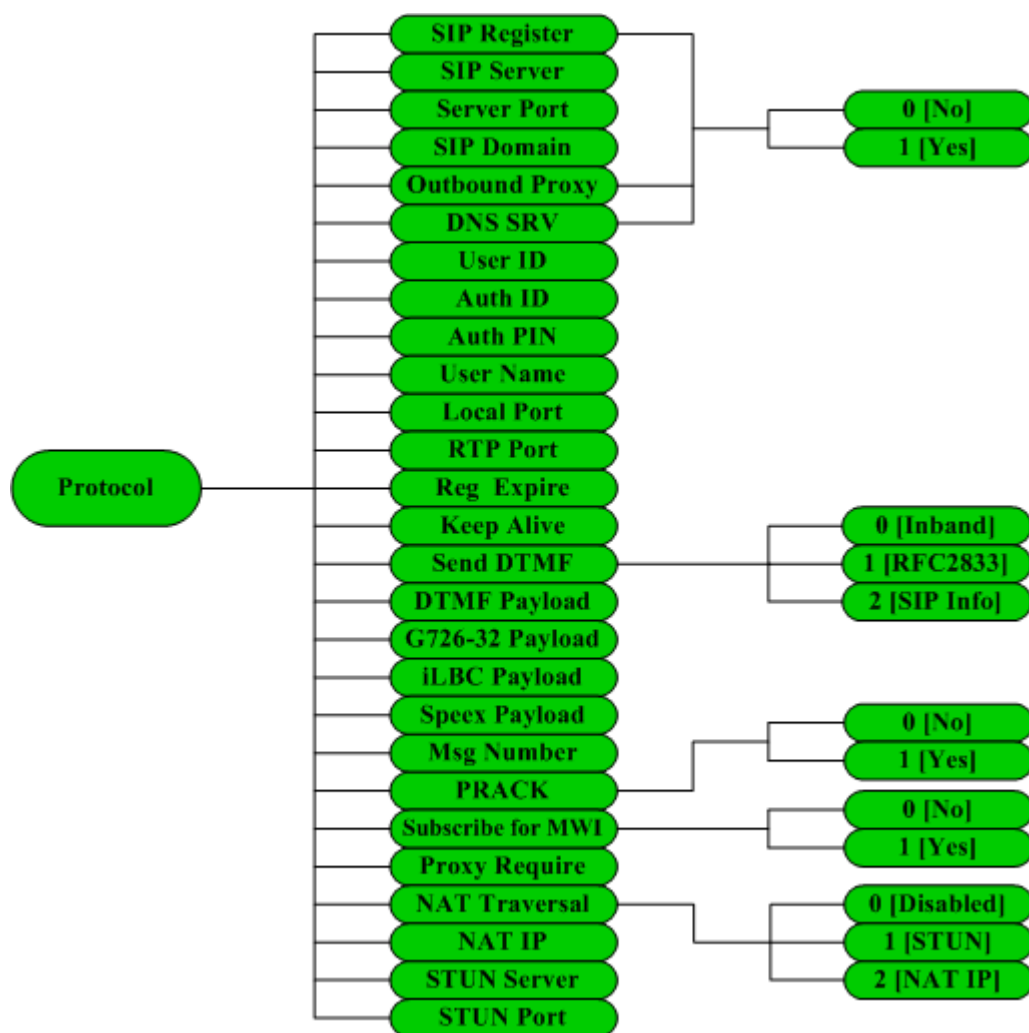 Protocol
SIP Register
SIP Server
Server Port
SIP Domain
Outbound Proxy
DNS SRV
User ID
Auth ID
Auth PIN
User Name
Local Port
RTP Port
Reg Expire
Keep Alive
Send DTMF
DTMF Payload
G726-32 Payload
iLBC Payload
Speex Payload
Msg Number
PRACK
Subscribe for MWI
Proxy Require
NAT Traversal
NAT IP
STUN Server
STUN Port
0 [No]
1 [Yes]
0 [Inband]
1 [RFC2833]
2 [SIP Info]
0 [No]
1 [Yes]
0 [No]
1 [Yes]
0 [Disabled]
1 [STUN]
2 [NAT IP]